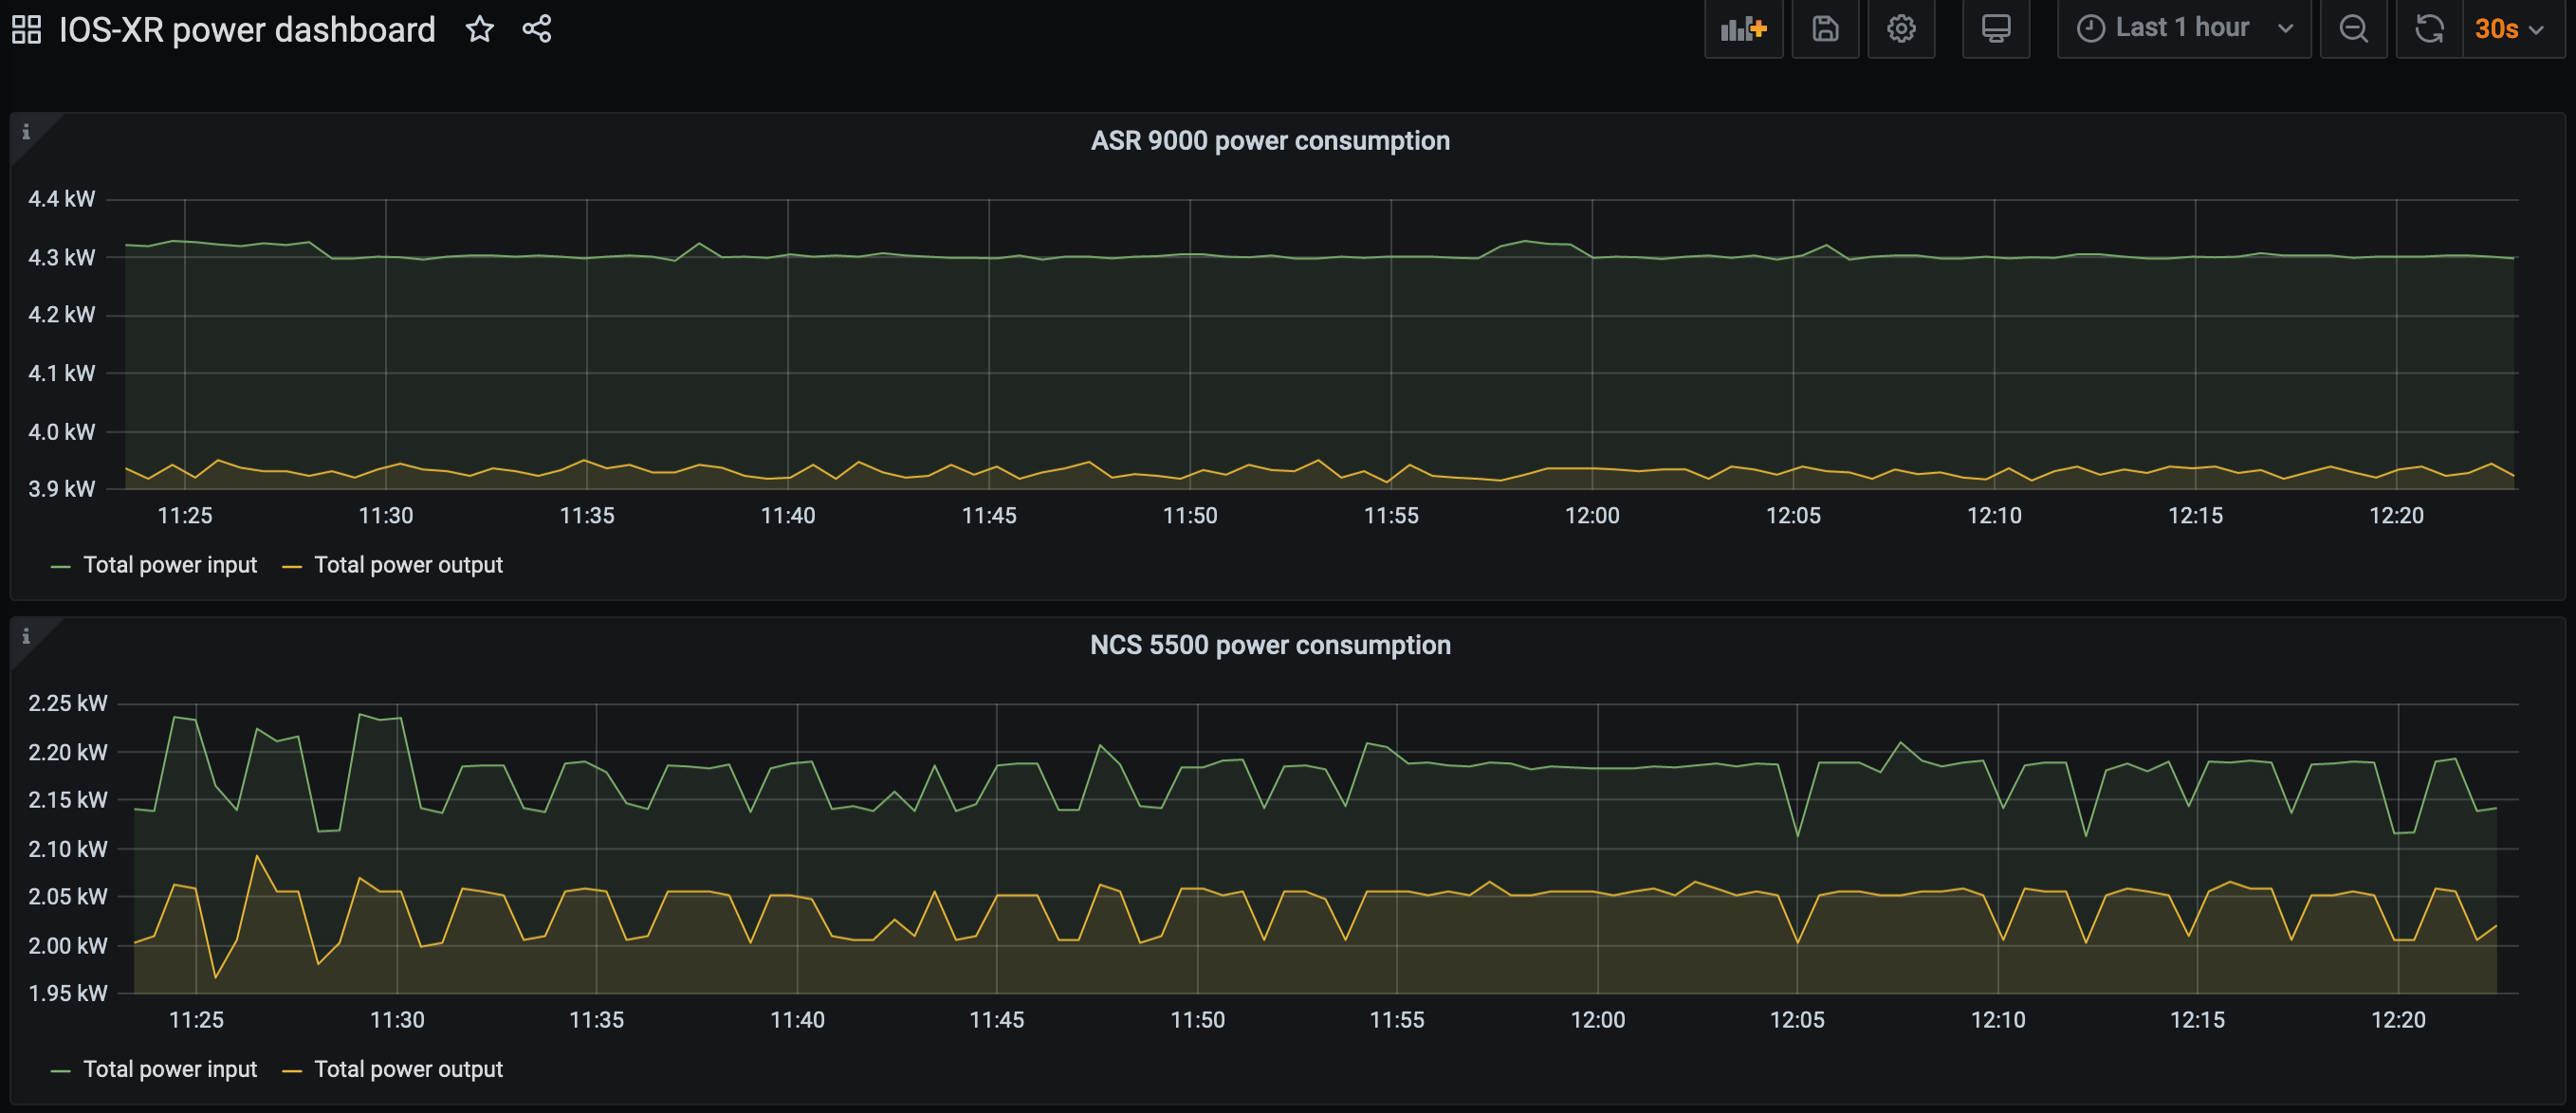 IOS-XR power dashboard
Last 1 hour
30s
ASR 9000 power consumption
4.4 kW
4.3 kW
4.2 kW
4.1 kW
4.0 kW
3.9 kW
11:25 11:30 11:35 11:40 11:45 11:50 11:55 12:00 12:05 12:10 12:15 12:20
Total power input Total power output
NCS 5500 power consumption
2.25 kW
2.20 kW
2.15 kW
2.10 kW
2.05 kW
2.00 kW
1.95 kW
11:25 11:30 11:35 11:40 11:45 11:50 11:55 12:00 12:05 12:10 12:15 12:20
Total power input Total power output